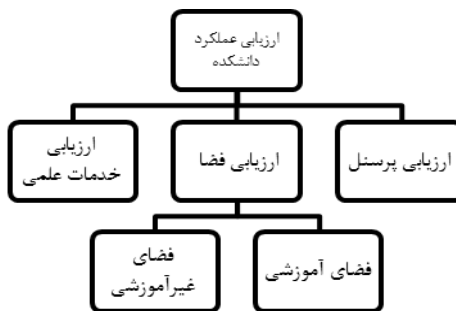 ارزیابی عملکرد
دانشکده
ارزیابی پرسنل
ارزیابی فضا
ارزیابی
خدمات علمی
فضای آموزشی
فضای
غیرآموزشی